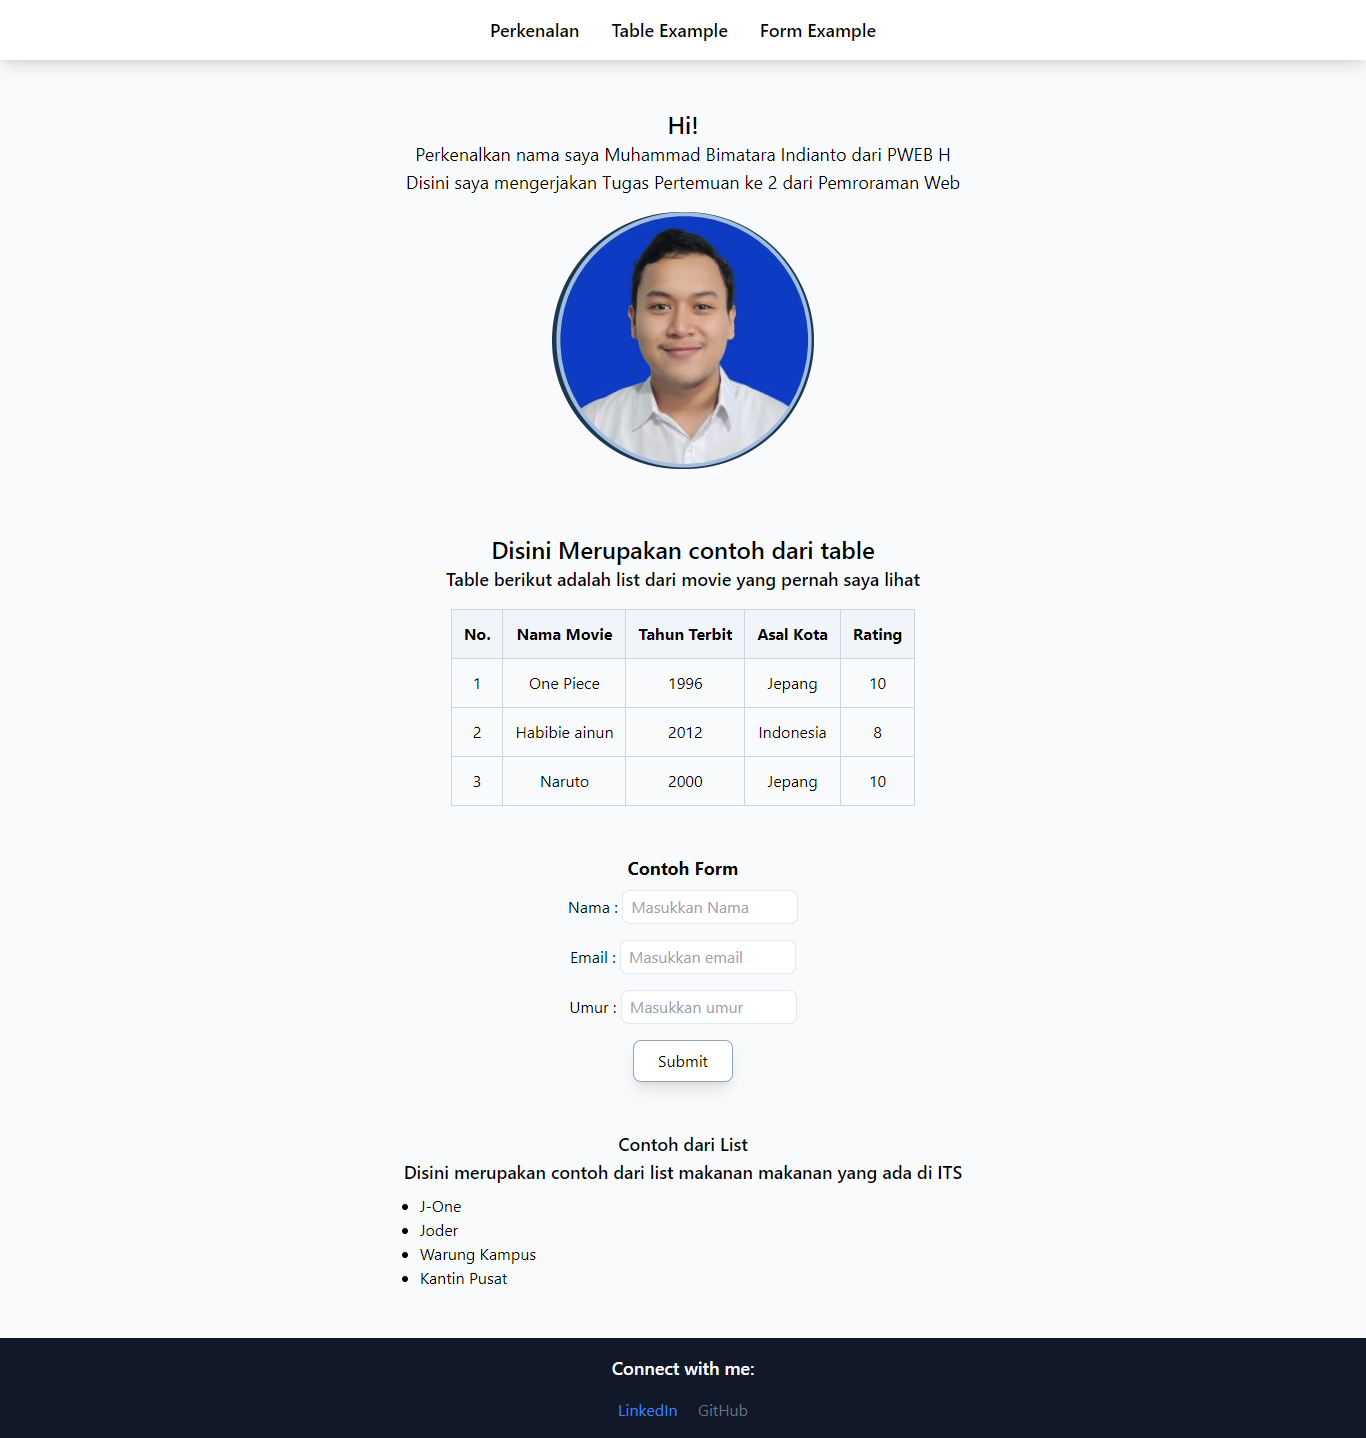 Perkenalan Table Example Form Example
Hi!
Perkenalkan nama saya Muhammad Bimatara Indianto dari PWEB H
Disini saya mengerjakan Tugas Pertemuan ke 2 dari Pemroraman Web
Disini Merupakan contoh dari table
Table berikut adalah list dari movie yang pernah saya lihat
No. Nama Movie Tahun Terbit Asal Kota Rating
1 One Piece 1996 Jepang 10
2 Habibie ainun 2012 Indonesia 8
3 Naruto 2000 Jepang 10
Contoh Form
Nama : Masukkan Nama
Email : Masukkan email
Umur : Masukkan umur
Submit
Contoh dari List
Disini merupakan contoh dari list makanan makanan yang ada di ITS
J-One
Joder
Warung Kampus
Kantin Pusat
Connect with me:
LinkedIn GitHub